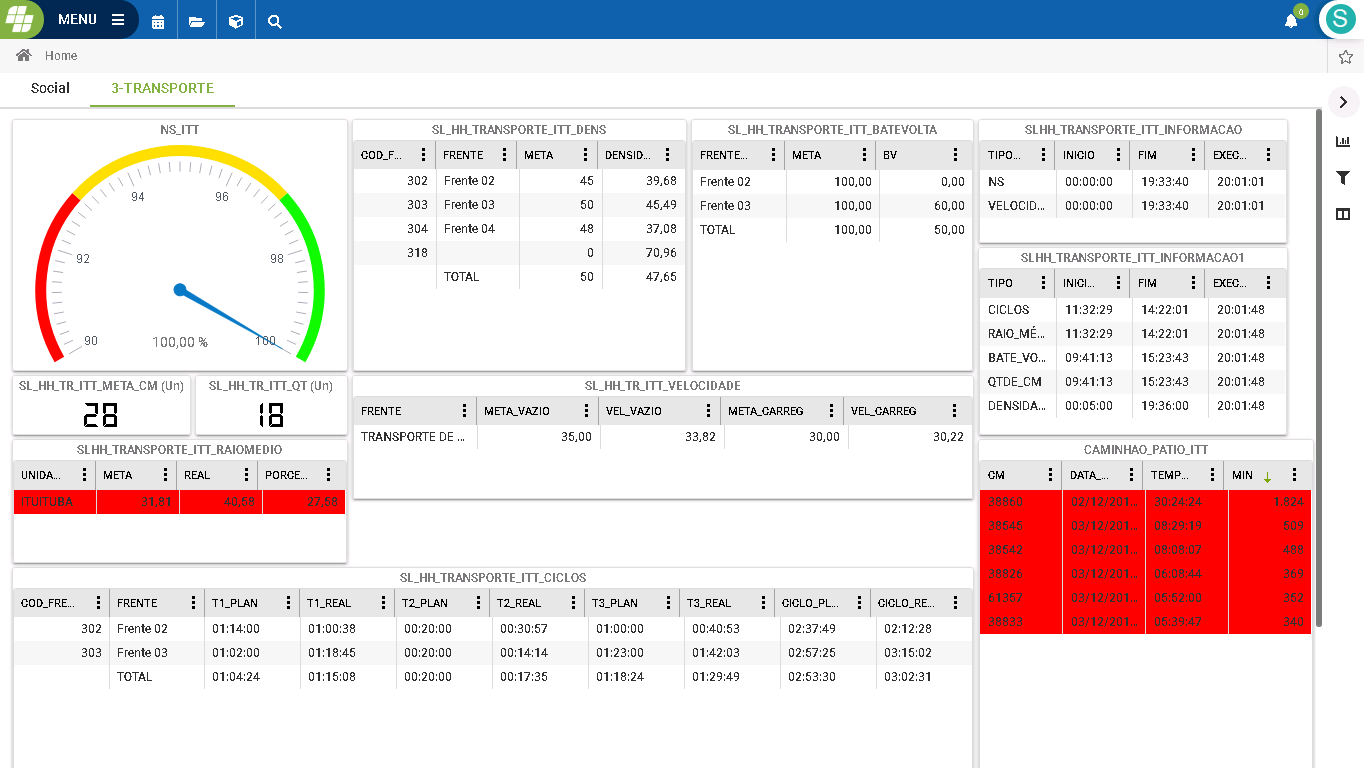 MENU
0
S
Home
Social 3-TRANSPORTE
NS_ITT
90 92 94 96 98 100
100,00 %
SL_HH_TRANSPORTE_ITT_DENS
COD_F... FRENTE META DENSID...
302 Frente 02 45 39,68
303 Frente 03 50 45,49
304 Frente 04 48 37,08
318 0 70,96
TOTAL 50 47,65
SL_HH_TRANSPORTE_ITT_BATEVOLTA
FRENTE... META BV
Frente 02 100,00 0,00
Frente 03 100,00 60,00
TOTAL 100,00 50,00
SLHH_TRANSPORTE_ITT_INFORMACAO
TIPO... INICIO FIM EXEC...
NS 00:00:00 19:33:40 20:01:01
VELOCID... 00:00:00 19:33:40 20:01:01
SLHH_TRANSPORTE_ITT_INFORMACAO1
TIPO INICI... FIM EXEC...
CICLOS 11:32:29 14:22:01 20:01:48
RAIO_MÉ... 11:32:29 14:22:01 20:01:48
BATE_VO... 09:41:13 15:23:43 20:01:48
QTDE_CM 09:41:13 15:23:43 20:01:48
DENSIDA... 00:05:00 19:36:00 20:01:48
SL_HH_TR_ITT_META_CM (Un)
28
SL_HH_TR_ITT_QT (Un)
18
SL_HH_TR_ITT_VELOCIDADE
FRENTE META_VAZIO VEL_VAZIO META_CARREG VEL_CARREG
TRANSPORTE DE ... 35,00 33,82 30,00 30,22
SLHH_TRANSPORTE_ITT_RAIOMEDIO
UNIDA... META REAL PORCE...
ITUITUBA 31,81 40,58 27,58
CAMINHAO_PATIO_ITT
CM DATA_... TEMP... MIN
38860 02/12/201... 30:24:24 1.824
38545 03/12/201... 08:29:19 509
38542 03/12/201... 08:08:07 488
38826 03/12/201... 06:08:44 369
61357 03/12/201... 05:52:00 352
38833 03/12/201... 05:39:47 340
SL_HH_TRANSPORTE_ITT_CICLOS
COD_FRE... FRENTE T1_PLAN T1_REAL T2_PLAN T2_REAL T3_PLAN T3_REAL CICLO_PL... CICLO_RE...
302 Frente 02 01:14:00 01:00:38 00:20:00 00:30:57 01:00:00 00:40:53 02:37:49 02:12:28
303 Frente 03 01:02:00 01:18:45 00:20:00 00:14:14 01:23:00 01:42:03 02:57:25 03:15:02
TOTAL 01:04:24 01:15:08 00:20:00 00:17:35 01:18:24 01:29:49 02:53:30 03:02:31